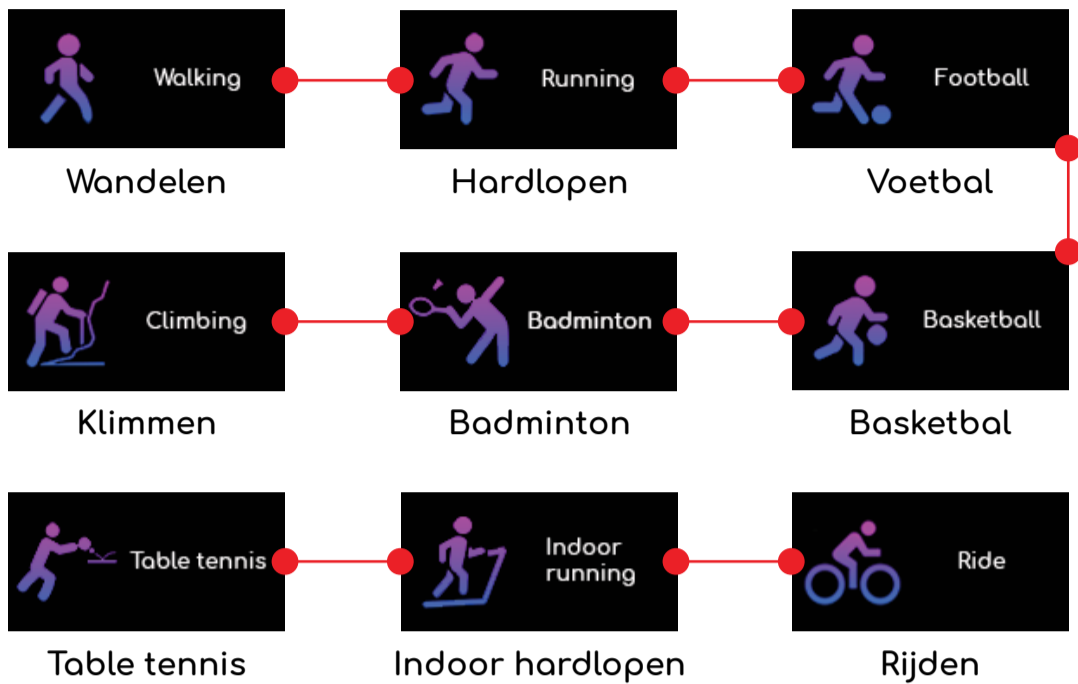 Walking
Running
Football
Wandelen
Hardlopen
Voetbal
Climbing
Badminton
Basketball
Klimmen
Badminton
Basketbal
Table tennis
Indoor
running
Ride
Table tennis
Indoor hardlopen
Rijden